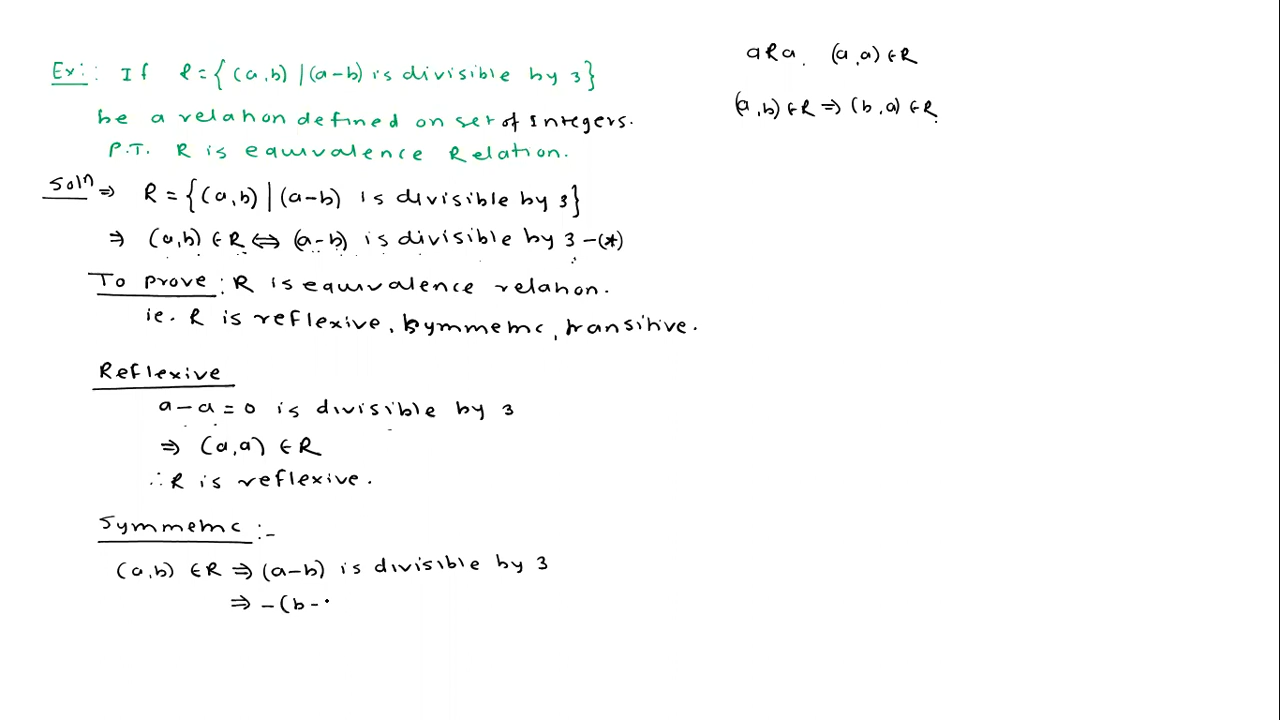 Ex:: If R={(a,b) |(a-b) is divisible by 3}
be a relation defined on set of Integers.
P.T. R is equivalence Relation.
Soln ⇒ R = {(a,b) | (a-b) is divisible by 3}
⇒ (a,b) ∈ R ⇔ (a-b) is divisible by 3 -(*)
To prove : R is equivalence relation.
ie. R is reflexive, symmetric, transitive.
Reflexive
a-a=0 is divisible by 3
⇒ (a,a) ∈ R
∴ R is reflexive.
Symmetric :-
(a,b) ∈R ⇒ (a-b) is divisible by 3
⇒ -(b-
aRa. (a,a) ∈R
(a,b) ∈R ⇒ (b,a) ∈R